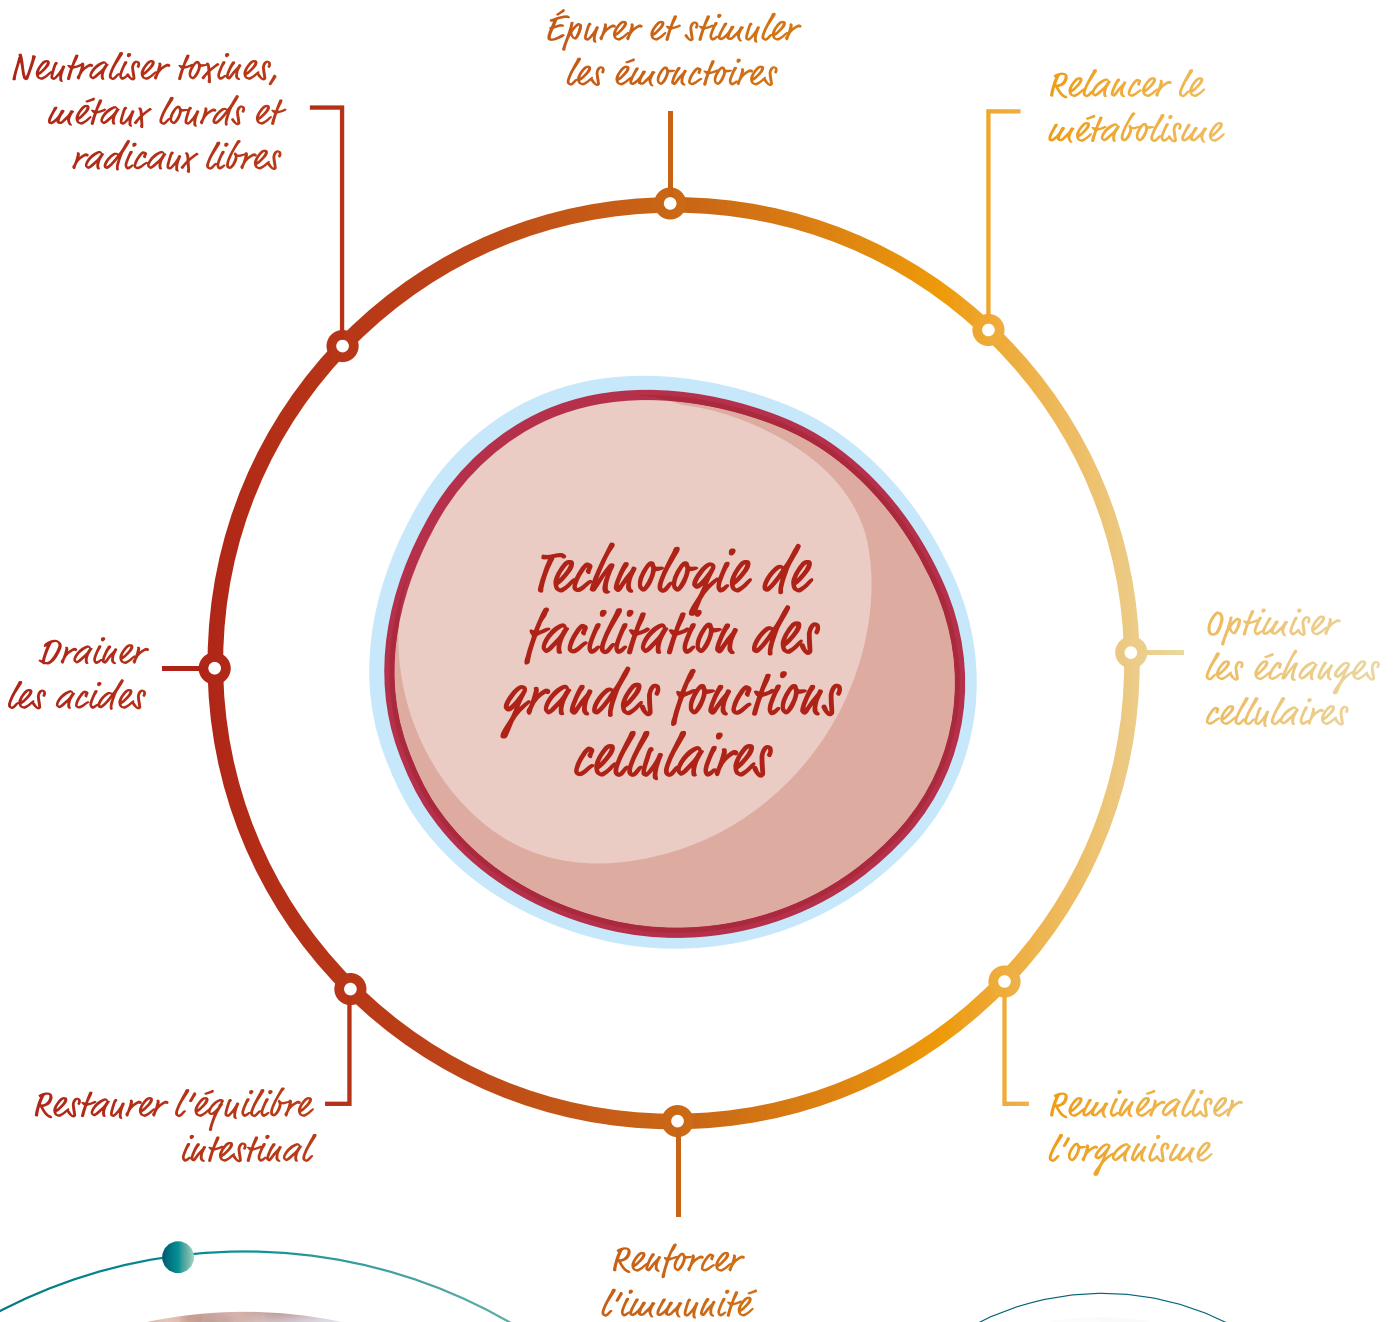 Épurer et stimuler
les émonctoires
Neutraliser toxines,
métaux lourds et
radicaux libres
Relancer le
métabolisme
Technologie de
facilitation des
grandes fonctions
cellulaires
Drainer
les acides
Optimiser
les échanges
cellulaires
Restaurer l'équilibre
intestinal
Reminéraliser
l'organisme
Renforcer
l'immunité